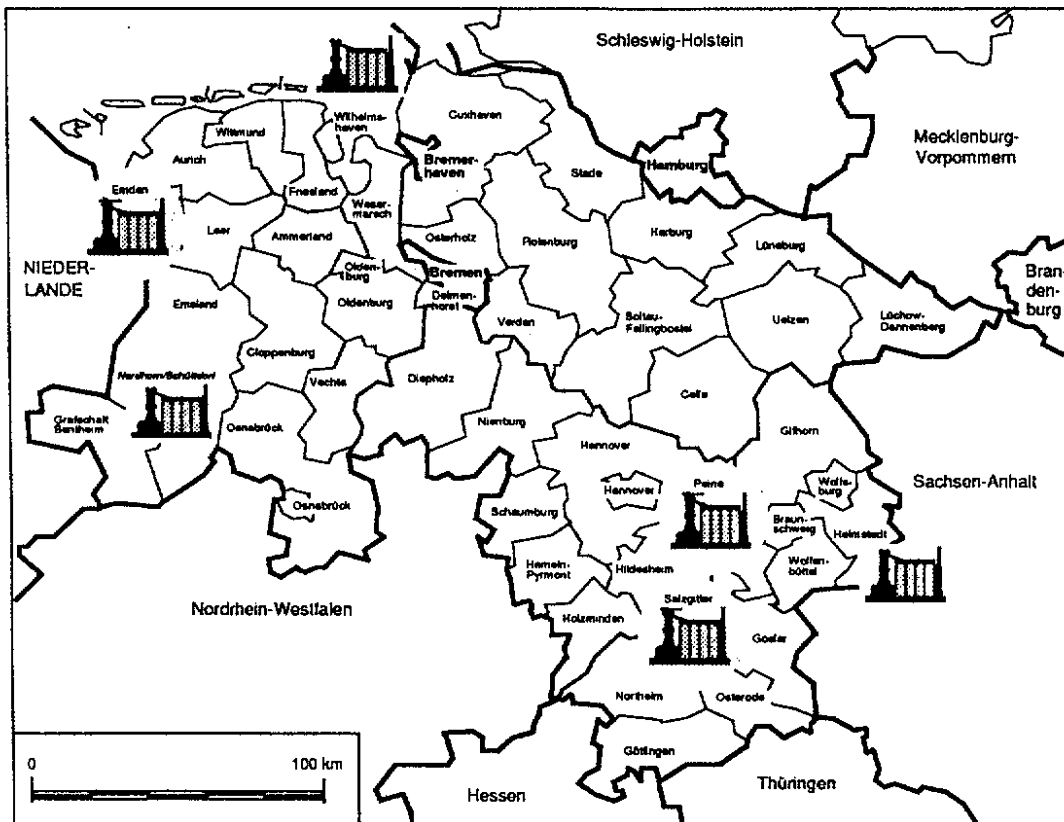 Schleswig-Holstein
Mecklenburg-
Vorpommern
Cuxhaven
Wilhelms-
haven
Wittmund
Aurich
Bremer-
haven
Hamburg
Stade
Emden
Friesland
Weser-
marsch
Leer
Ammerland
Osterholz
Rotenburg
Harburg
Lüneburg
NIEDER-
LANDE
Olden-
burg
Bremen
Bran-
den-
burg
Emsland
Oldenburg
Delmen-
horst
Verden
Soltau-
Fallingbostel
Uelzen
Lüchow-
Dannenberg
Cloppenburg
Nordhorn/Schüttdorf
Vechta
Diepholz
Celle
Grafschaft
Bentheim
Osnabrück
Nienburg
Hannover
Gifhorn
Sachsen-Anhalt
Osnabrück
Hannover
Peine
Wolfs-
burg
Schaumburg
Braun-
schweig
Helmstedt
Hameln-
Pyrmont
Hildesheim
Wolfen-
büttel
Nordrhein-Westfalen
Salzgitter
Holzminden
Goslar
Northeim
Osterode
Göttingen
0
100 km
Hessen
Thüringen